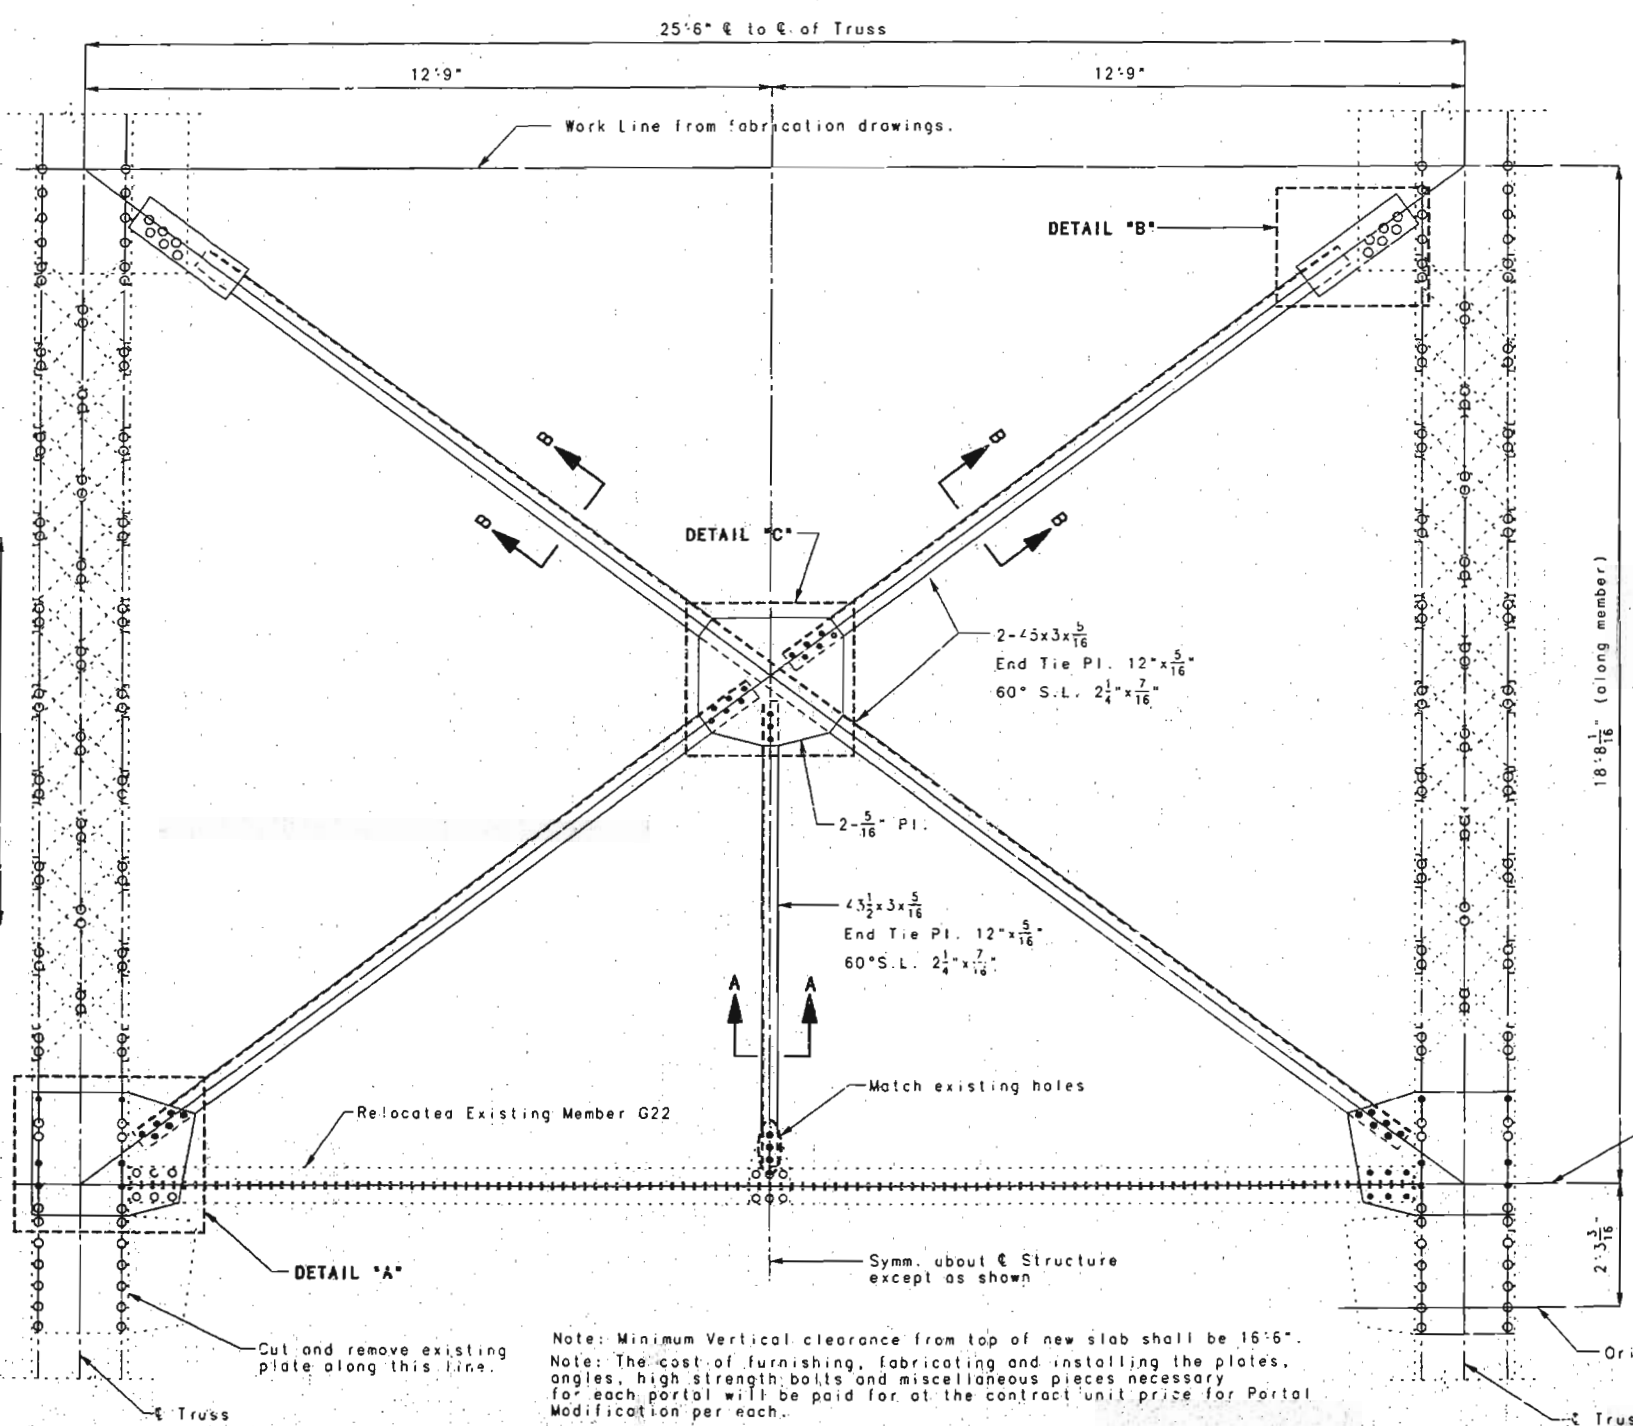 25'-6" ℄ to ℄ of Truss
12'-9"
12'-9"
Work Line from fabrication drawings.
DETAIL "B"
B
B
B
B
DETAIL "C"
2-∠5x3x5/16
End Tie Pl. 12"x5/16"
60° S.L. 2 1/4"x7/16"
18'-8 1/16" (along member)
2-5/16" Pl.
∠3 1/2x3x5/16
End Tie Pl. 12"x5/16"
60° S.L. 2 1/4"x7/16"
A
A
Match existing holes
Relocated Existing Member G22
2'-3 3/16"
Symm. about ℄ Structure
except as shown
DETAIL "A"
Cut and remove existing
plate along this line.
Note: Minimum Vertical clearance from top of new slab shall be 16'-6".
Note: The cost of furnishing, fabricating and installing the plates,
angles, high strength bolts and miscellaneous pieces necessary
for each portal will be paid for at the contract unit price for Portal
Modification per each.
Ori
℄ Truss
℄ Trus